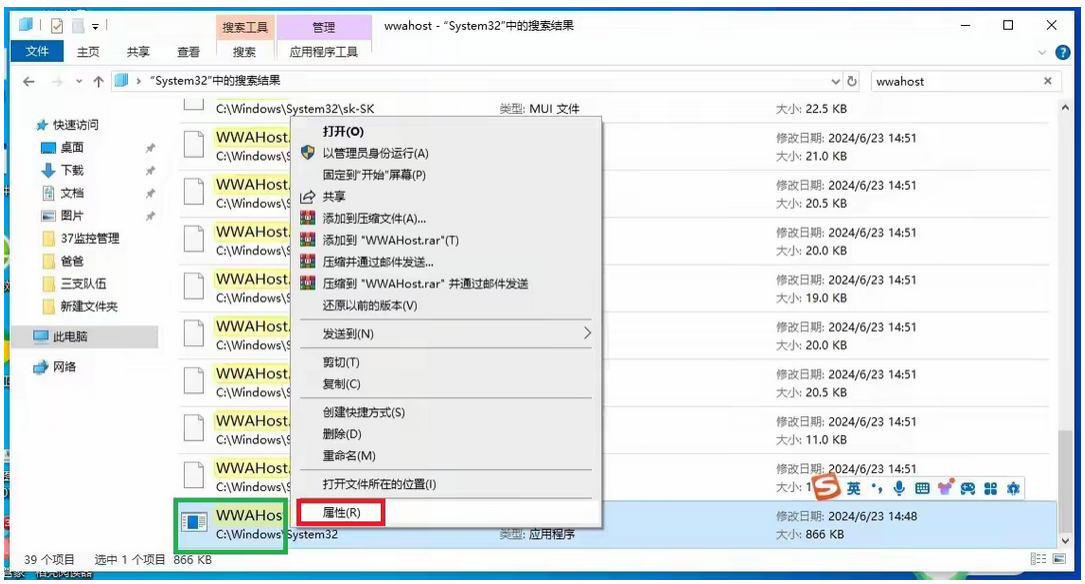 搜索工具 管理 wwahost - “System32”中的搜索结果
文件 主页 共享 查看 搜索 应用程序工具
“System32”中的搜索结果 wwahost
快速访问
桌面
下载
文档
图片
37监控管理
爸爸
三支队伍
新建文件夹
此电脑
网络
C:\Windows\System32\sk-SK 类型: MUI 文件 大小: 22.5 KB
WWAHost. 修改日期: 2024/6/23 14:51
C:\Windows\S 大小: 21.0 KB
WWAHost. 修改日期: 2024/6/23 14:51
C:\Windows\S 大小: 20.5 KB
WWAHost. 修改日期: 2024/6/23 14:51
C:\Windows\S 大小: 20.0 KB
WWAHost. 修改日期: 2024/6/23 14:51
C:\Windows\S 大小: 19.0 KB
WWAHost. 修改日期: 2024/6/23 14:51
C:\Windows\S 大小: 20.0 KB
WWAHost. 修改日期: 2024/6/23 14:51
C:\Windows\S 大小: 20.5 KB
WWAHost. 修改日期: 2024/6/23 14:51
C:\Windows\S 大小: 11.0 KB
WWAHost. 修改日期: 2024/6/23 14:51
C:\Windows\S 大小: 1
S 英
WWAHos 修改日期: 2024/6/23 14:48
C:\Windows\System32 类型: 应用程序 大小: 866 KB
打开(O)
以管理员身份运行(A)
固定到“开始”屏幕(P)
共享
添加到压缩文件(A)...
添加到 "WWAHost.rar"(T)
压缩并通过邮件发送...
压缩到 "WWAHost.rar" 并通过邮件发送
还原以前的版本(V)
发送到(N)
剪切(T)
复制(C)
创建快捷方式(S)
删除(D)
重命名(M)
打开文件所在的位置(I)
属性(R)
39 个项目 选中 1 个项目 866 KB